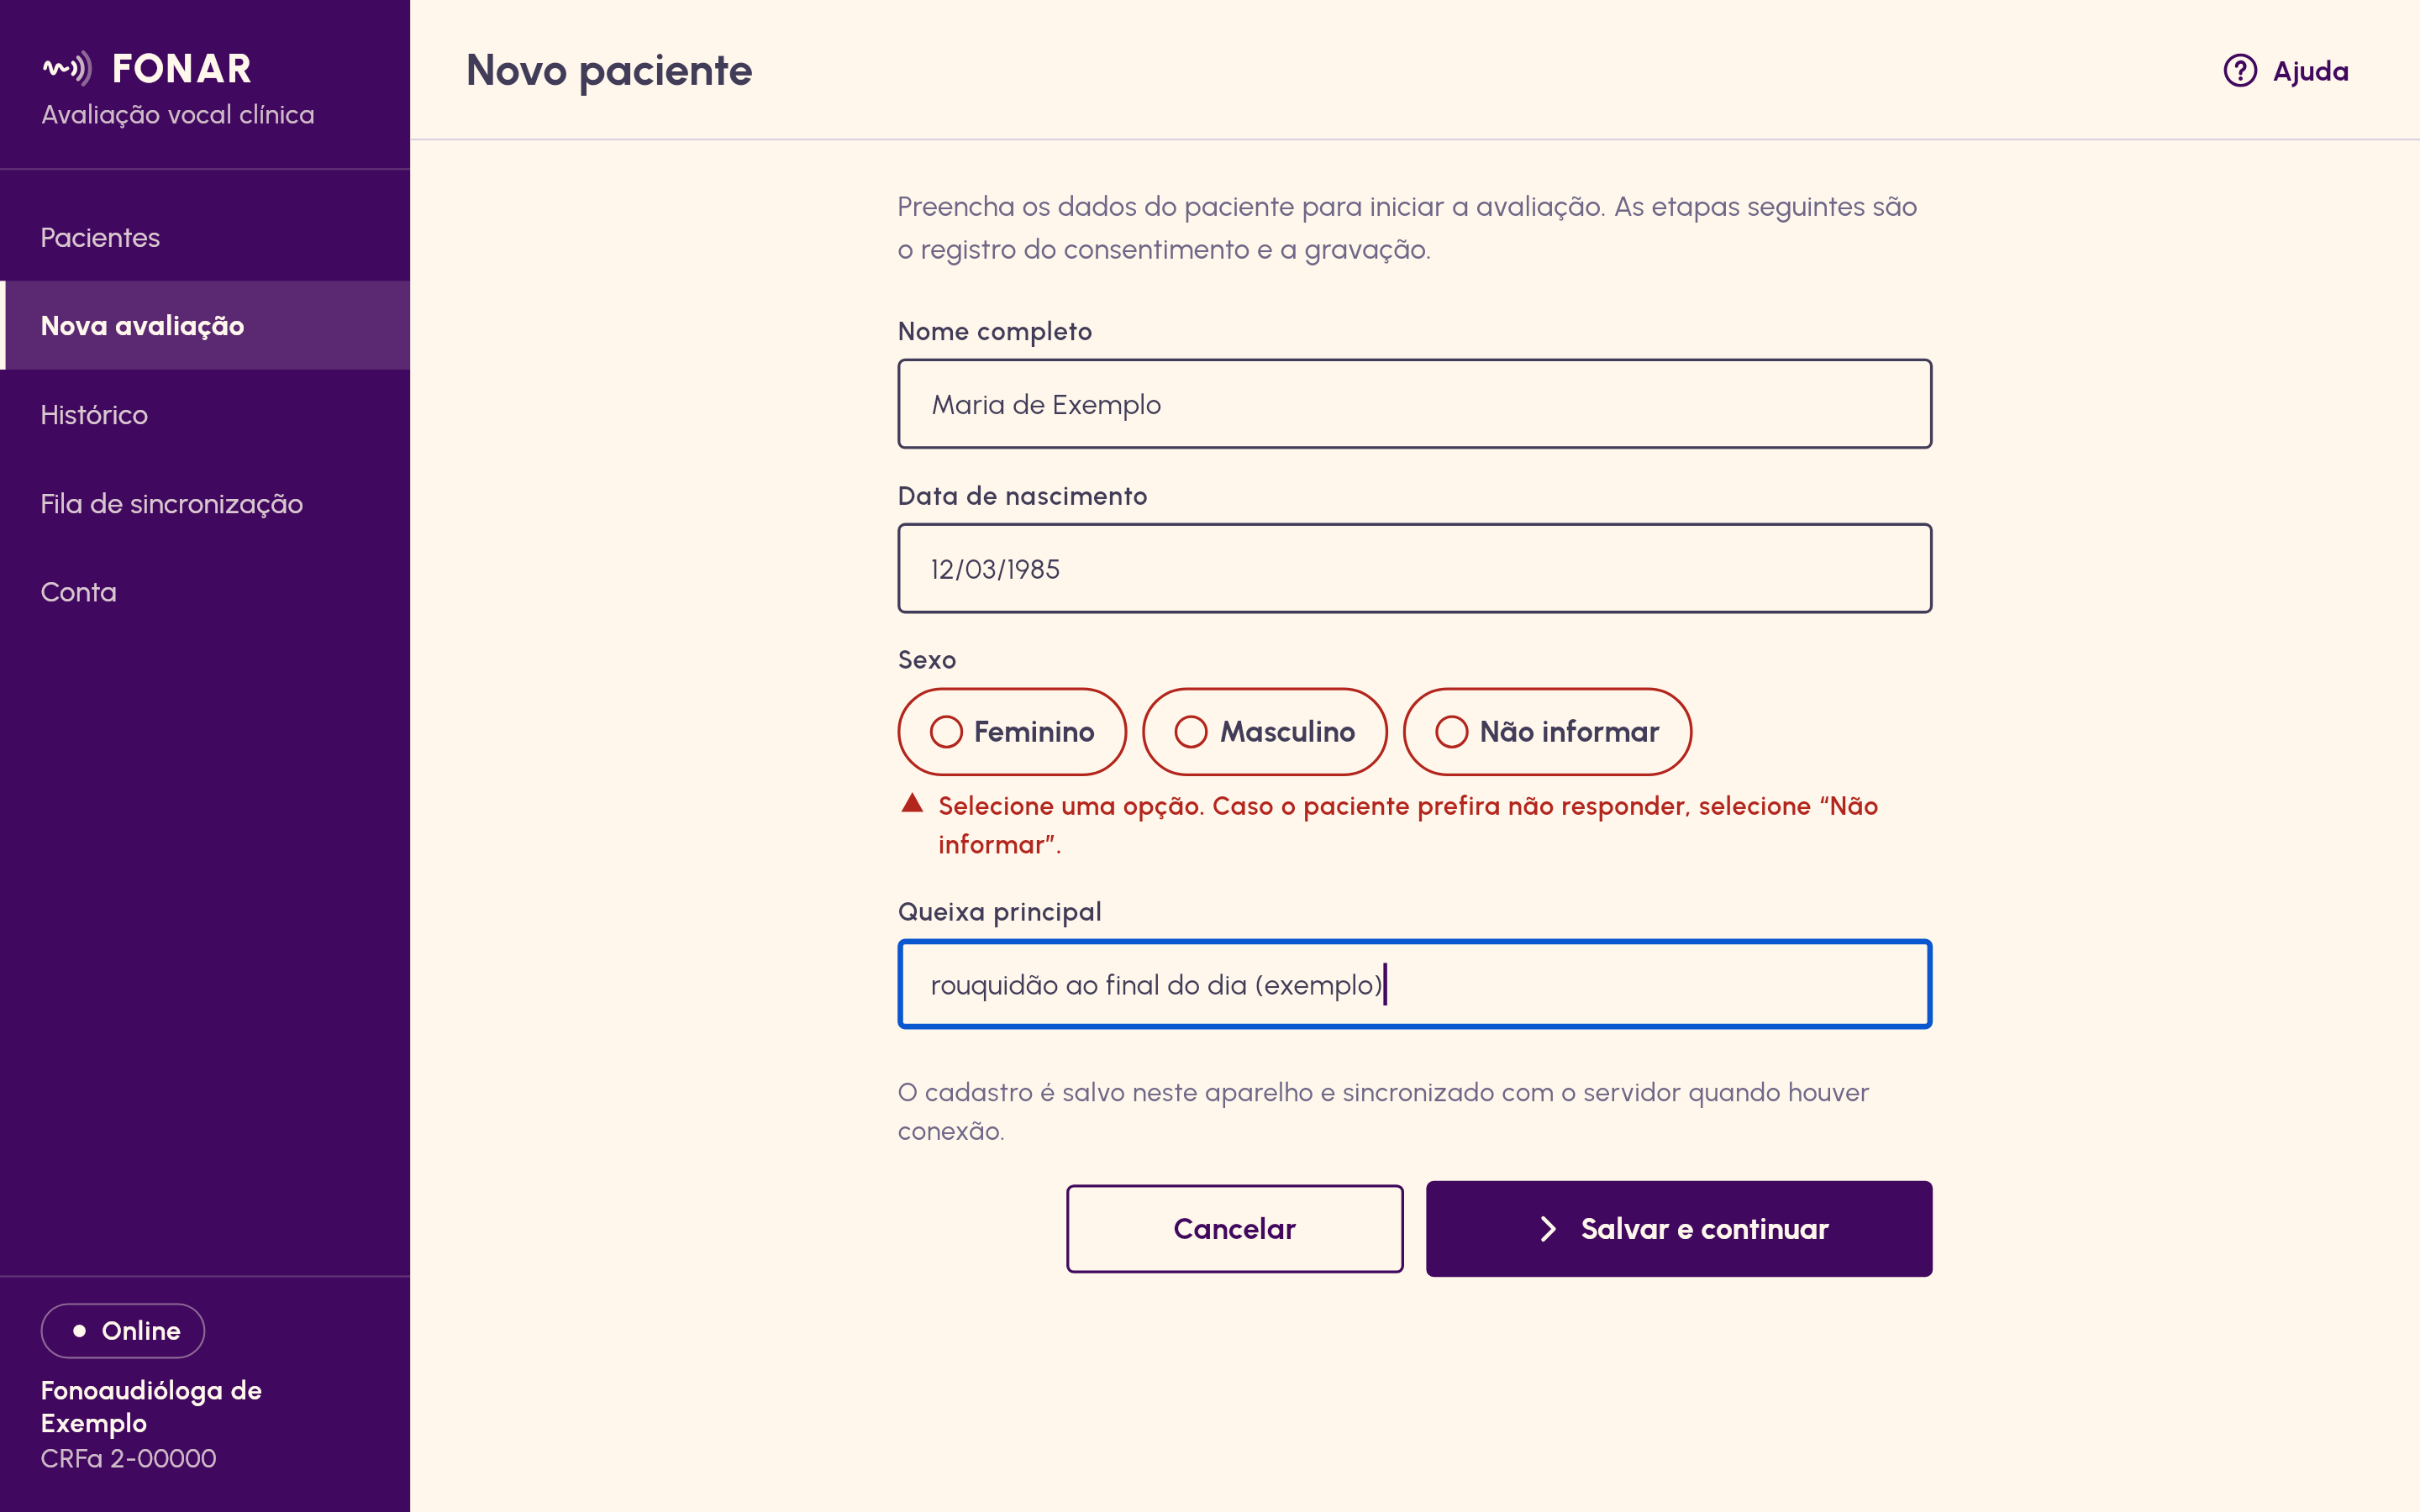 FONAR
Avaliação vocal clínica
Pacientes
Nova avaliação
Histórico
Fila de sincronização
Conta
Online
Fonoaudióloga de
Exemplo
CRFa 2-00000
Novo paciente
Ajuda
Preencha os dados do paciente para iniciar a avaliação. As etapas seguintes são
o registro do consentimento e a gravação.
Nome completo
Maria de Exemplo
Data de nascimento
12/03/1985
Sexo
Feminino
Masculino
Não informar
Selecione uma opção. Caso o paciente prefira não responder, selecione “Não
informar”.
Queixa principal
rouquidão ao final do dia (exemplo)
O cadastro é salvo neste aparelho e sincronizado com o servidor quando houver
conexão.
Cancelar
Salvar e continuar